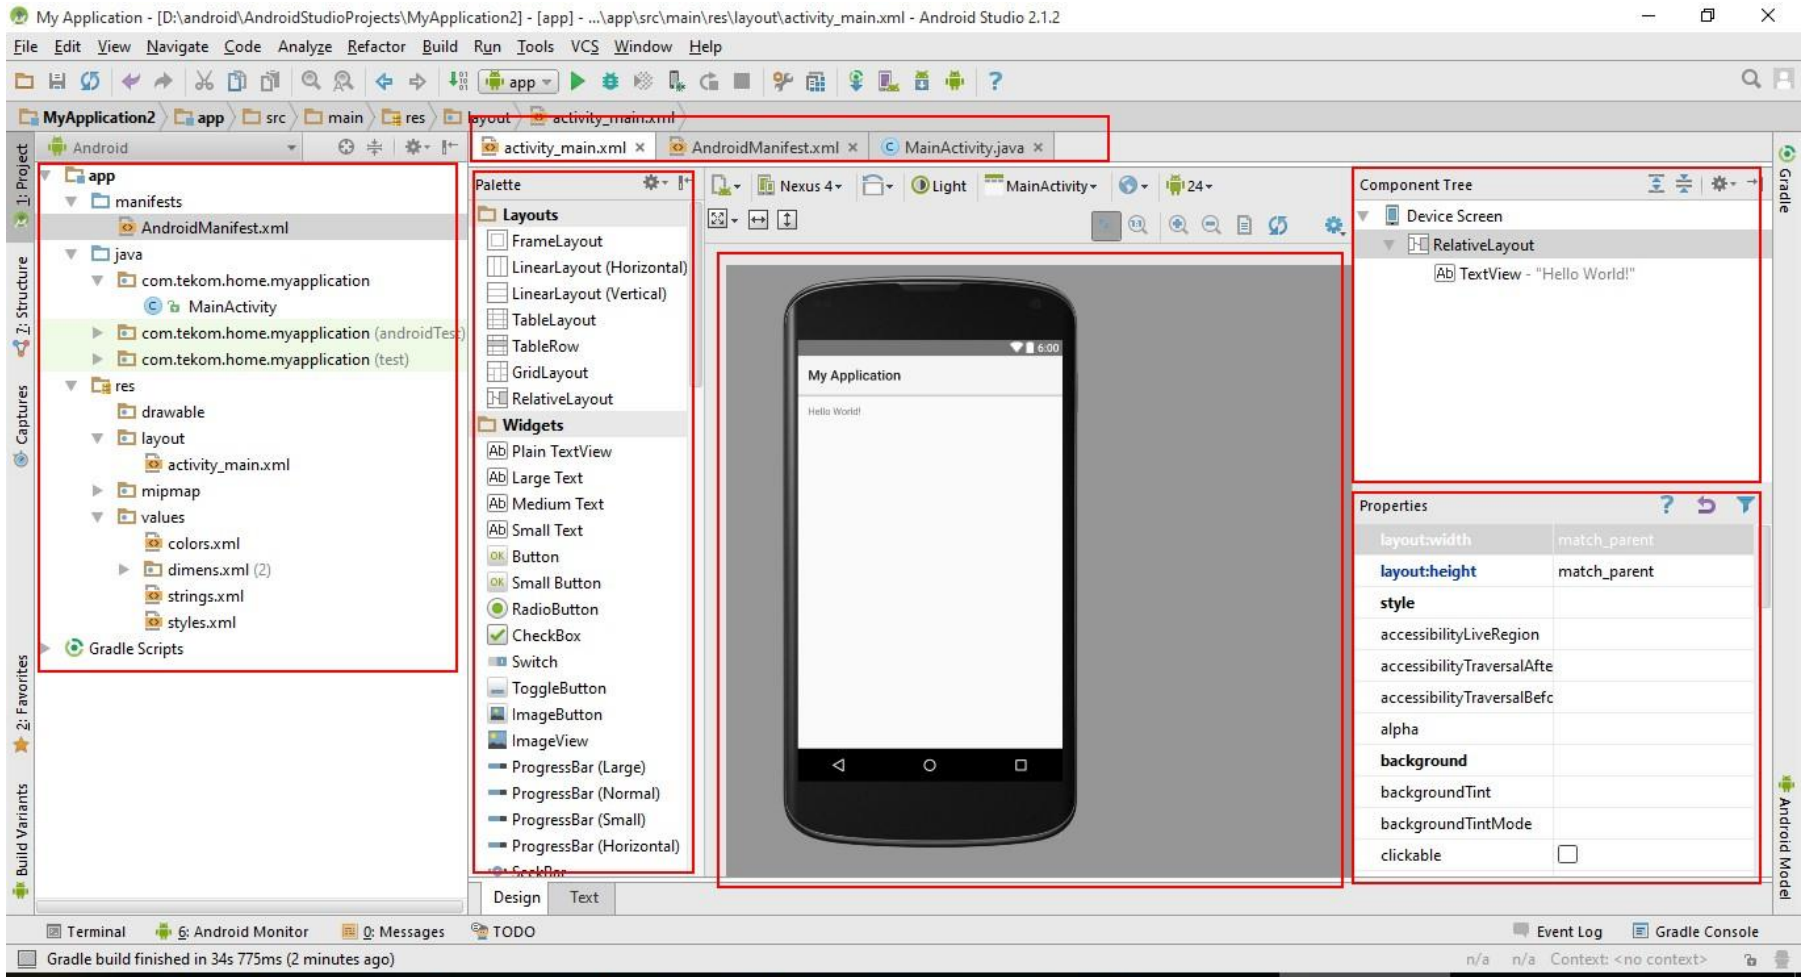 My Application - [D:\android\AndroidStudioProjects\MyApplication2] - [app] - ...\app\src\main\res\layout\activity_main.xml - Android Studio 2.1.2
File Edit View Navigate Code Analyze Refactor Build Run Tools VCS Window Help
app
MyApplication2 app src main res layout activity_main.xml
Android
activity_main.xml AndroidManifest.xml MainActivity.java
1: Project
7: Structure
Captures
2: Favorites
Build Variants
app
manifests
AndroidManifest.xml
java
com.tekom.home.myapplication
MainActivity
com.tekom.home.myapplication (androidTest)
com.tekom.home.myapplication (test)
res
drawable
layout
activity_main.xml
mipmap
values
colors.xml
dimens.xml (2)
strings.xml
styles.xml
Gradle Scripts
Palette
Layouts
FrameLayout
LinearLayout (Horizontal)
LinearLayout (Vertical)
TableLayout
TableRow
GridLayout
RelativeLayout
Widgets
Plain TextView
Large Text
Medium Text
Small Text
Button
Small Button
RadioButton
CheckBox
Switch
ToggleButton
ImageButton
ImageView
ProgressBar (Large)
ProgressBar (Normal)
ProgressBar (Small)
ProgressBar (Horizontal)
SeekBar
Design Text
Nexus 4 Light MainActivity 24
6:00
My Application
Hello World!
Component Tree
Device Screen
RelativeLayout
Ab TextView - "Hello World!"
Properties
layout:width match_parent
layout:height match_parent
style
accessibilityLiveRegion
accessibilityTraversalAfte
accessibilityTraversalBefc
alpha
background
backgroundTint
backgroundTintMode
clickable
Gradle
Android Model
Terminal 6: Android Monitor 0: Messages TODO Event Log Gradle Console
Gradle build finished in 34s 775ms (2 minutes ago) n/a n/a Context: <no context>